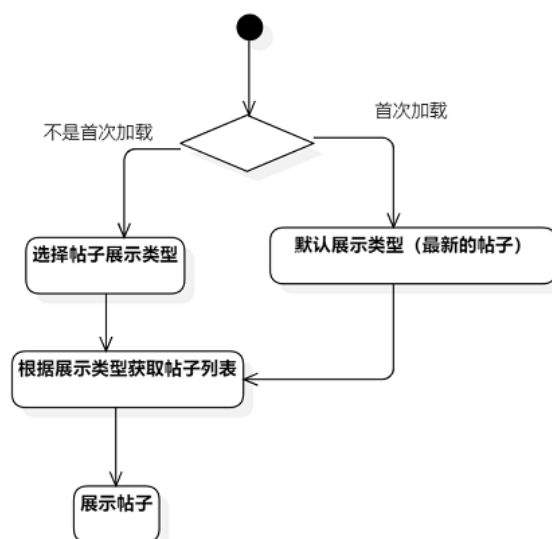 首次加载
不是首次加载
选择帖子展示类型
默认展示类型（最新的帖子）
根据展示类型获取帖子列表
展示帖子